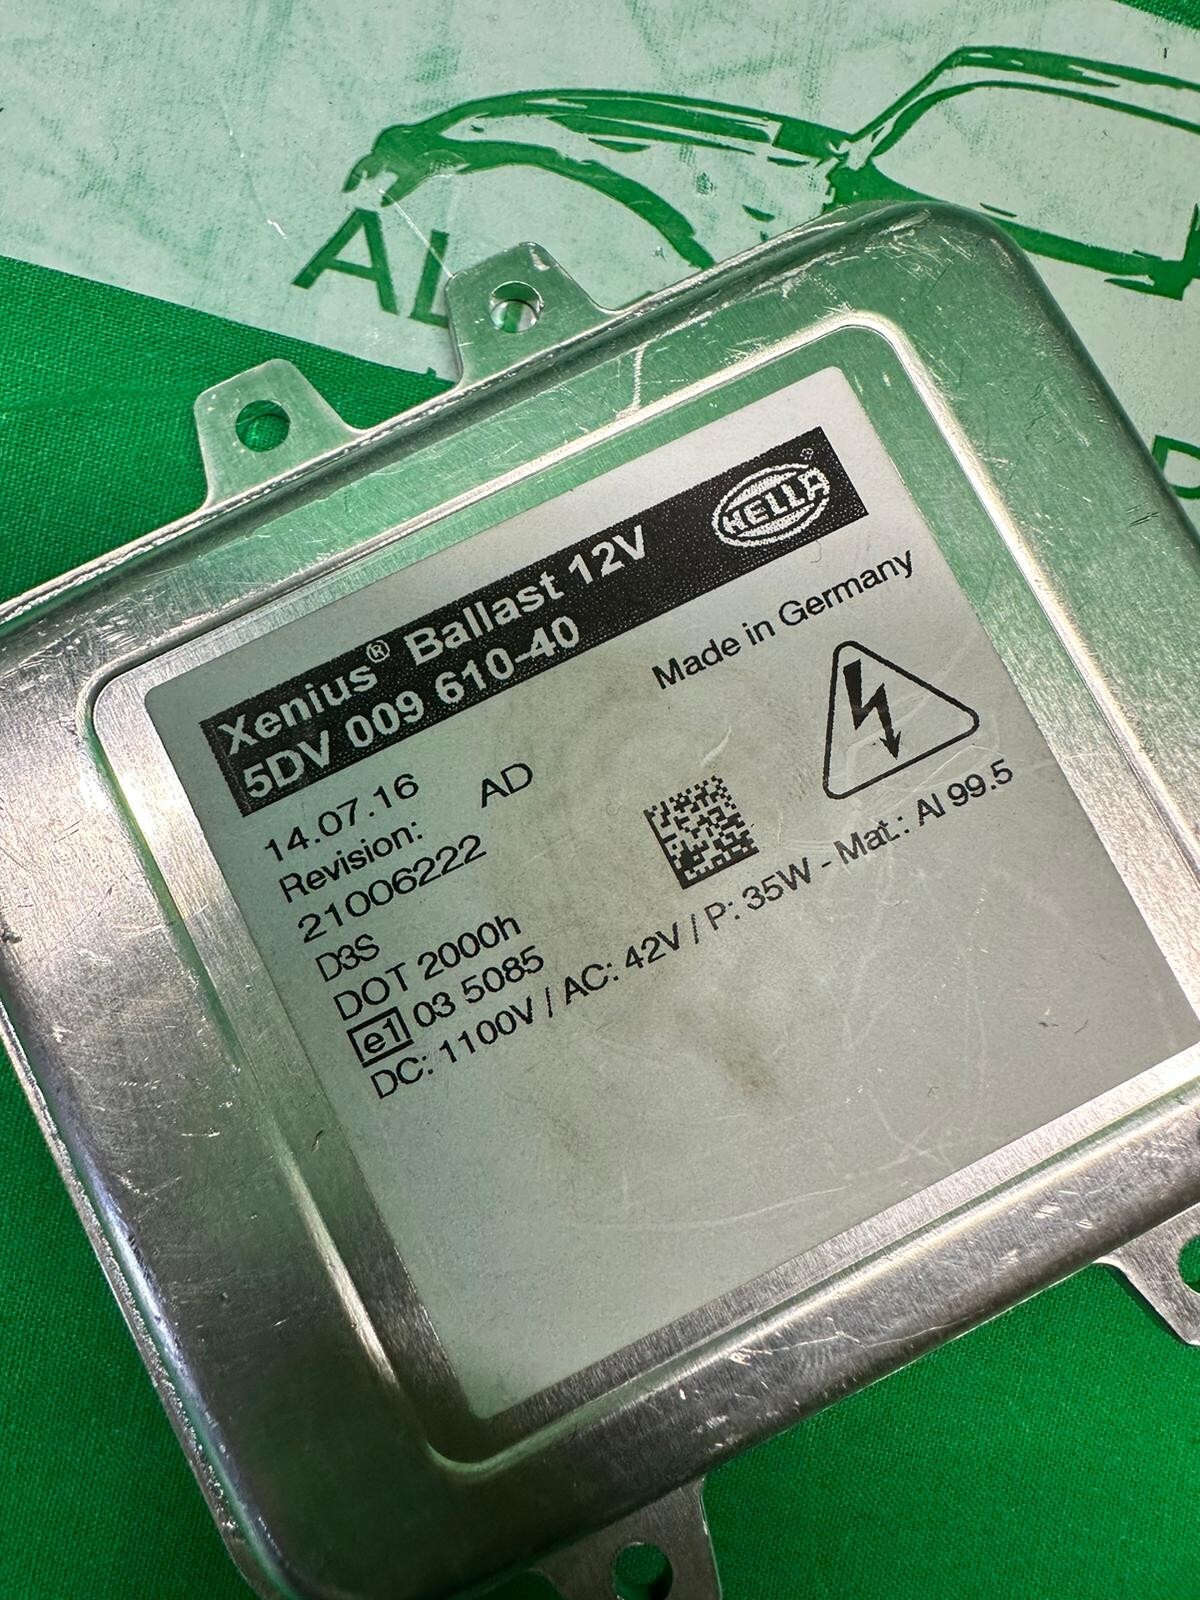 AL
HELLA
Xenius® Ballast 12V
5DV 009 610-40
Made in Germany
14.07.16 AD
Revision:
21006222
D3S
DOT 2000h
e1 03 5085
DC: 1100V / AC: 42V / P: 35W - Mat.: Al 99.5